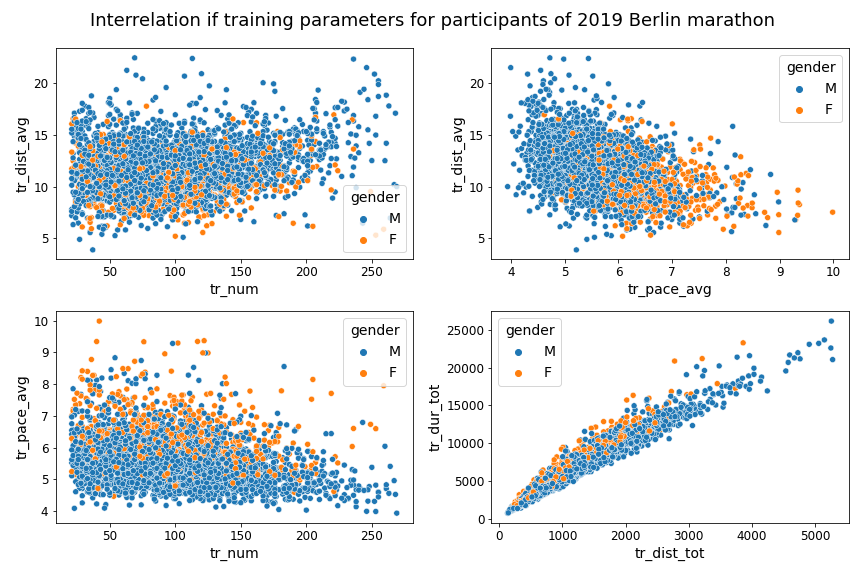 Interrelation if training parameters for participants of 2019 Berlin marathon
20
15
10
5
tr_dist_avg
gender
M
F
50
100
150
200
250
tr_num
20
15
10
5
tr_dist_avg
gender
M
F
4
5
6
7
8
9
10
tr_pace_avg
10
9
8
7
6
5
4
tr_pace_avg
gender
M
F
50
100
150
200
250
tr_num
25000
20000
15000
10000
5000
0
tr_dur_tot
gender
M
F
0
1000
2000
3000
4000
5000
tr_dist_tot